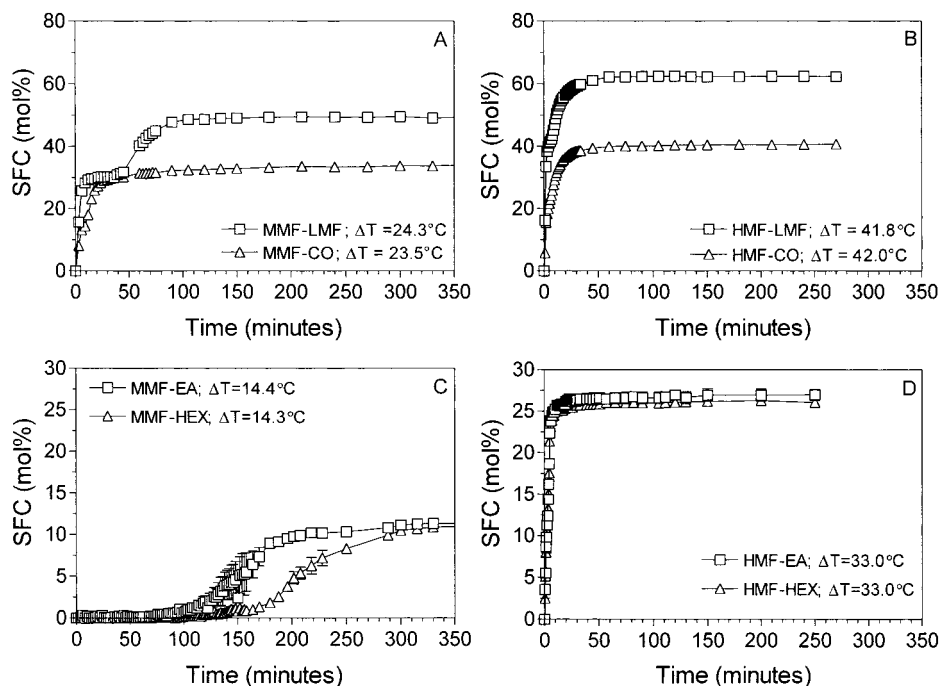 A
80
60
40
20
0
SFC (mol%)
MMF-LMF; ΔT =24.3°C
MMF-CO; ΔT = 23.5°C
0 50 100 150 200 250 300 350
Time (minutes)
B
80
60
40
20
0
SFC (mol%)
HMF-LMF; ΔT = 41.8°C
HMF-CO; ΔT = 42.0°C
0 50 100 150 200 250 300 350
Time (minutes)
C
30
25
20
15
10
5
0
SFC (mol%)
MMF-EA; ΔT=14.4°C
MMF-HEX; ΔT=14.3°C
0 50 100 150 200 250 300 350
Time (minutes)
D
30
25
20
15
10
5
0
SFC (mol%)
HMF-EA; ΔT=33.0°C
HMF-HEX; ΔT=33.0°C
0 50 100 150 200 250 300 350
Time (minutes)